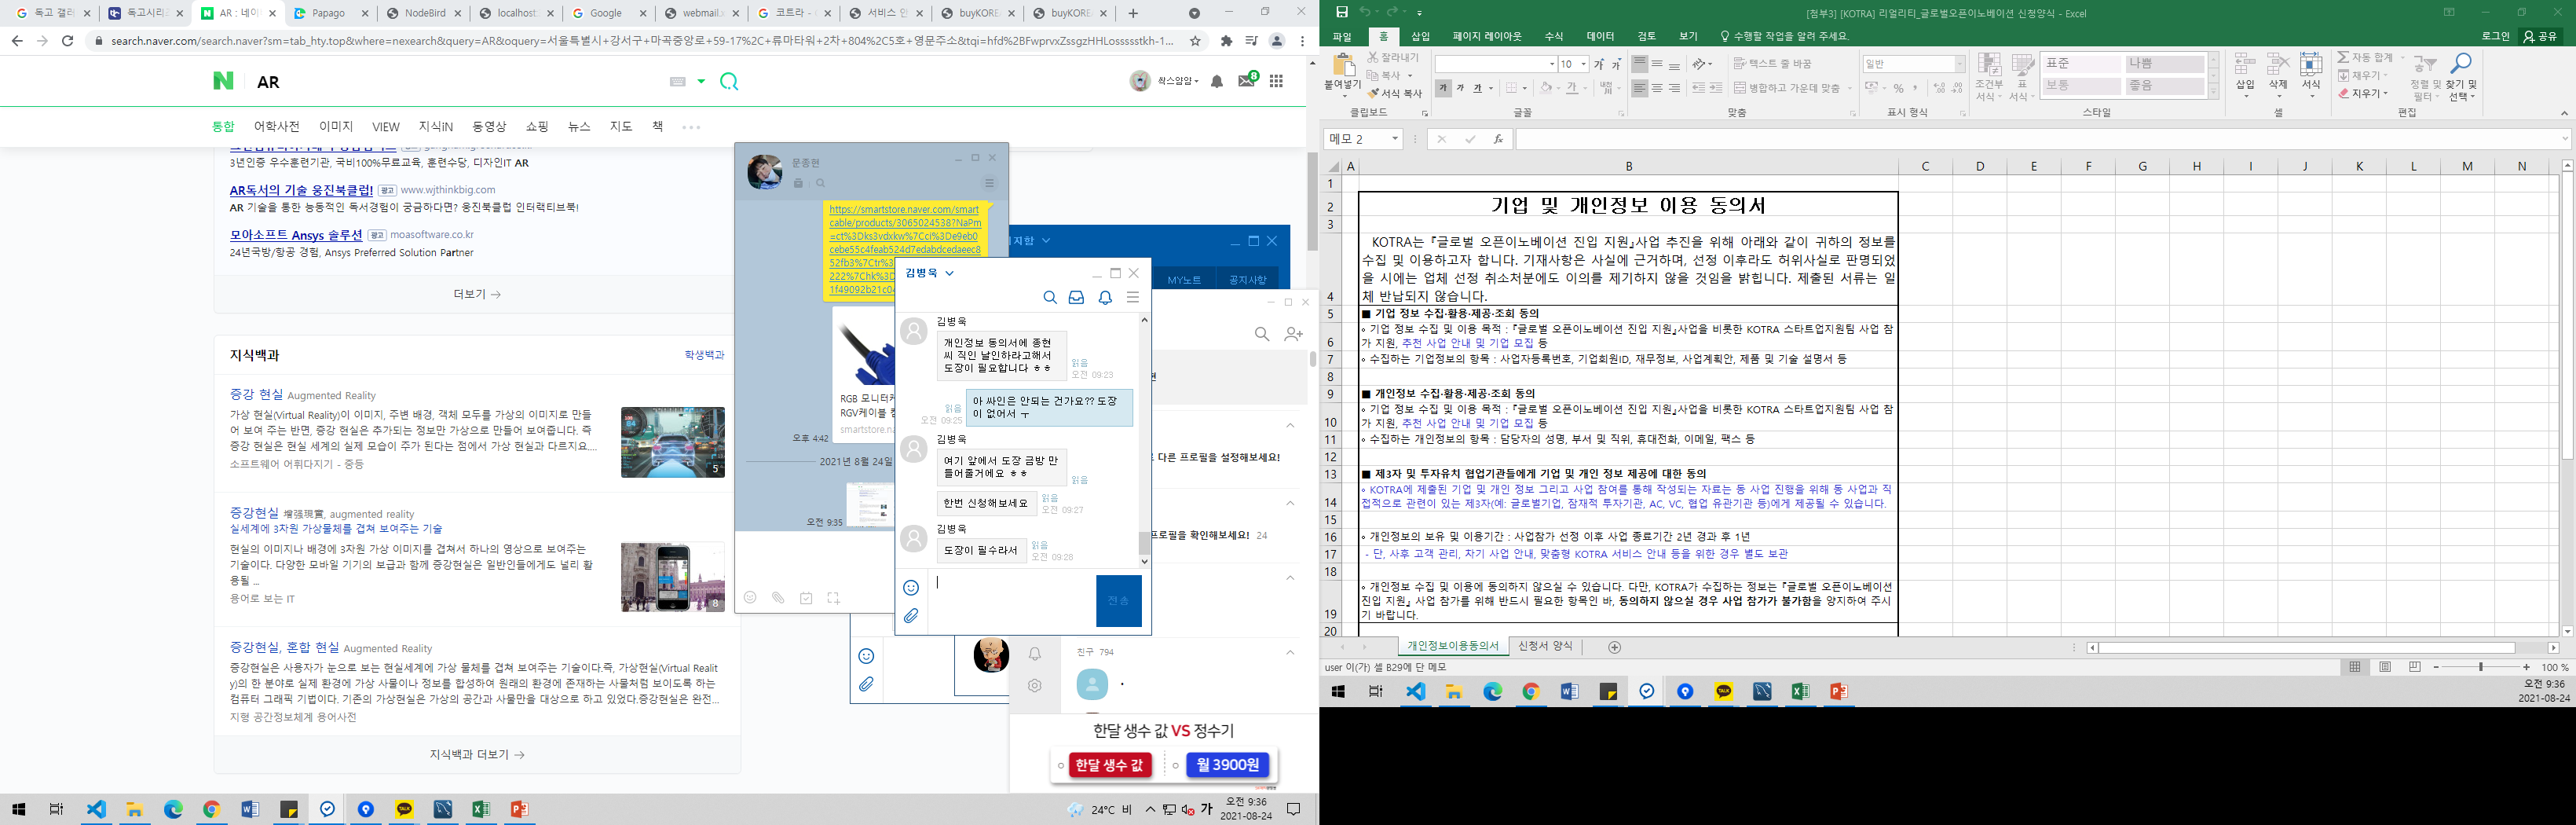 독고 갤러
독고시리즈
AR : 네이
Papago
NodeBird
localhost:
Google
webmail.x
코트라 -
서비스 안
buyKORE
buyKORE
search.naver.com/search.naver?sm=tab_hty.top&where=nexearch&query=AR&oquery=서울특별시+강서구+마곡중앙로+59-17%2C+류마타워+2차+804%2C5호+영문주소&tqi=hfd%2BFwprvxZssgzHHLossssstkh-1...
AR
싹스임임
8
통합 어학사전 이미지 VIEW 지식iN 동영상 쇼핑 뉴스 지도 책
3년인증 우수훈련기관, 국비100%무료교육, 훈련수당, 디자인IT AR
AR독서의 기술 웅진북클럽! 광고 www.wjthinkbig.com
AR 기술을 통한 능동적인 독서경험이 궁금하다면? 웅진북클럽 인터랙티브북!
모아소프트 Ansys 솔루션 광고 moasoftware.co.kr
24년국방/항공 경험, Ansys Preferred Solution Partner
더보기 →
지식백과
학생백과
증강 현실 Augmented Reality
가상 현실(Virtual Reality)이 이미지, 주변 배경, 객체 모두를 가상의 이미지로 만들
어 보여 주는 반면, 증강 현실은 추가되는 정보만 가상으로 만들어 보여줍니다. 즉
증강 현실은 현실 세계의 실제 모습이 주가 된다는 점에서 가상 현실과 다르지요....
소프트웨어 어휘다지기 - 중등
5
증강현실 增强現實, augmented reality
실세계에 3차원 가상물체를 겹쳐 보여주는 기술
현실의 이미지나 배경에 3차원 가상 이미지를 겹쳐서 하나의 영상으로 보여주는
기술이다. 다양한 모바일 기기의 보급과 함께 증강현실은 일반인들에게도 널리 활
용될 ...
용어로 보는 IT
8
증강현실, 혼합 현실 Augmented Reality
증강현실은 사용자가 눈으로 보는 현실세계에 가상 물체를 겹쳐 보여주는 기술이다.즉, 가상현실(Virtual Realit
y)의 한 분야로 실제 환경에 가상 사물이나 정보를 합성하여 원래의 환경에 존재하는 사물처럼 보이도록 하는
컴퓨터 그래픽 기법이다. 기존의 가상현실은 가상의 공간과 사물만을 대상으로 하고 있었다.증강현실은 완전...
지형 공간정보체계 용어사전
지식백과 더보기 →
문종현
https://smartstore.naver.com/smart
cable/products/3065024538?NaPm
=ct%3Dks3vdxkw%7Cci%3De9eb0
cebe55c4feab524d7edabdcedaeec8
52fb3%7Ctr%3
222%7Chk%3D
1f49092b21c04
RGB 모니터케
RGV케이블 컴
smartstore.n
오후 4:42
2021년 8월 24일
오전 9:35
지함
MY노트 공지사항
김병욱
김병욱
개인정보 동의서에 종현
씨 직인 날인하라고해서
도장이 필요합니다 ㅎㅎ
읽음
오전 09:23
아 싸인은 안되는 건가요?? 도장
이 없어서 ㅜ
읽음
오전 09:25
김병욱
여기 앞에서 도장 금방 만
들어줄거에요 ㅎㅎ
읽음
한번 신청해보세요
읽음
오전 09:27
김병욱
도장이 필수라서
읽음
오전 09:28
전송
현
다른 프로필을 설정해보세요!
프로필을 확인해보세요! 24
친구 794
한달 생수 값 VS 정수기
한달 생수 값
월 3900원
24°C 비
가
오전 9:36
2021-08-24
[첨부3] [KOTRA] 리얼리티_글로벌오픈이노베이션 신청양식 - Excel
파일 홈 삽입 페이지 레이아웃 수식 데이터 검토 보기 수행할 작업을 알려 주세요.
로그인 공유
붙여넣기
잘라내기
복사
서식 복사
클립보드
10
가 가 가
글꼴
텍스트 줄 바꿈
병합하고 가운데 맞춤
맞춤
일반
표시 형식
조건부 서식
표 서식
표준 나쁨
보통 좋음
스타일
삽입 삭제 서식
셀
자동 합계
채우기
지우기
정렬 및 필터
찾기 및 선택
편집
메모 2
fx
A B C D E F G H I J K L M N
1
2 기업 및 개인정보 이용 동의서
3
KOTRA는 『글로벌 오픈이노베이션 진입 지원』사업 추진을 위해 아래와 같이 귀하의 정보를
수집 및 이용하고자 합니다. 기재사항은 사실에 근거하며, 선정 이후라도 허위사실로 판명되었
을 시에는 업체 선정 취소처분에도 이의를 제기하지 않을 것임을 밝힙니다. 제출된 서류는 일
4 체 반납되지 않습니다.
5 ■ 기업 정보 수집·활용·제공·조회 동의
◦ 기업 정보 수집 및 이용 목적 : 『글로벌 오픈이노베이션 진입 지원』사업을 비롯한 KOTRA 스타트업지원팀 사업 참
6 가 지원, 추천 사업 안내 및 기업 모집 등
7 ◦ 수집하는 기업정보의 항목 : 사업자등록번호, 기업회원ID, 재무정보, 사업계획안, 제품 및 기술 설명서 등
8
9 ■ 개인정보 수집·활용·제공·조회 동의
◦ 기업 정보 수집 및 이용 목적 : 『글로벌 오픈이노베이션 진입 지원』사업을 비롯한 KOTRA 스타트업지원팀 사업 참
10 가 지원, 추천 사업 안내 및 기업 모집 등
11 ◦ 수집하는 개인정보의 항목 : 담당자의 성명, 부서 및 직위, 휴대전화, 이메일, 팩스 등
12
13 ■ 제3자 및 투자유치 협업기관들에게 기업 및 개인 정보 제공에 대한 동의
◦ KOTRA에 제출된 기업 및 개인 정보 그리고 사업 참여를 통해 작성되는 자료는 동 사업 진행을 위해 동 사업과 직
14 접적으로 관련이 있는 제3자(예: 글로벌기업, 잠재적 투자기관, AC, VC, 협업 유관기관 등)에게 제공될 수 있습니다.
15
16 ◦ 개인정보의 보유 및 이용기간 : 사업참가 선정 이후 사업 종료기간 2년 경과 후 1년
17 - 단, 사후 고객 관리, 차기 사업 안내, 맞춤형 KOTRA 서비스 안내 등을 위한 경우 별도 보관
18
◦ 개인정보 수집 및 이용에 동의하지 않으실 수 있습니다. 다만, KOTRA가 수집하는 정보는 『글로벌 오픈이노베이션
진입 지원』 사업 참가를 위해 반드시 필요한 항목인 바, 동의하지 않으실 경우 사업 참가가 불가함을 양지하여 주시
19 기 바랍니다.
20
개인정보이용동의서 신청서 양식
user 이(가) 셀 B29에 단 메모
100 %
오전 9:36
2021-08-24